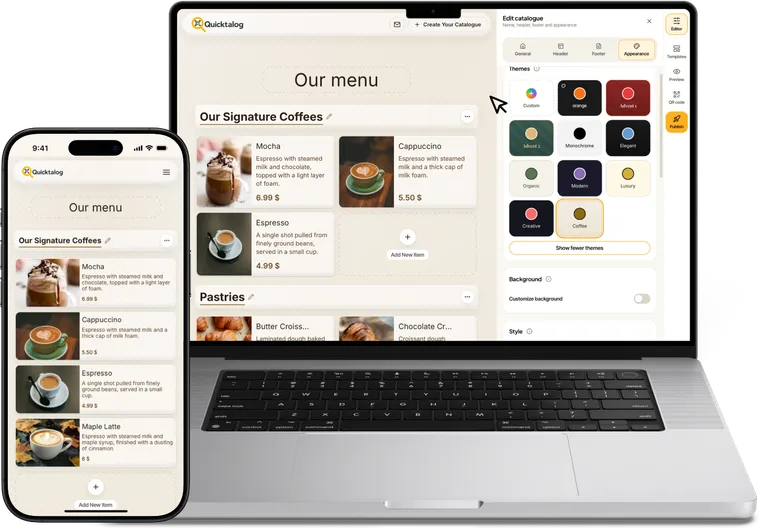 Quicktalog
Create Your Catalogue
Our menu
Our Signature Coffees
Mocha
Espresso with steamed
milk and chocolate,
topped with a light layer
of foam.
6.99 $
Cappuccino
Espresso with steamed
milk and a thick cap of
milk foam.
5.50 $
Espresso
A single shot pulled from
finely ground beans,
served in a small cup.
4.99 $
Add New Item
Pastries
Butter Croiss...
Laminated dough baked
Chocolate Cr...
Croissant dough
Edit catalogue
Name, header, footer and appearance
General
Header
Footer
Appearance
Themes
Custom
orange
Monochrome
Elegant
Organic
Modern
Luxury
Creative
Coffee
Show fewer themes
Background
Customize background
Style
Editor
Templates
Preview
QR code
Publish
9:41
Quicktalog
Our menu
Our Signature Coffees
Mocha
Espresso with steamed milk and
chocolate, topped with a light layer
of foam.
6.99 $
Cappuccino
Espresso with steamed milk and a
thick cap of milk foam.
5.50 $
Espresso
A single shot pulled from finely
ground beans, served in a small
cup.
4.99 $
Maple Latte
Espresso with steamed milk and
maple syrup, finished with a dusting
of cinnamon
6 $
Add New Item